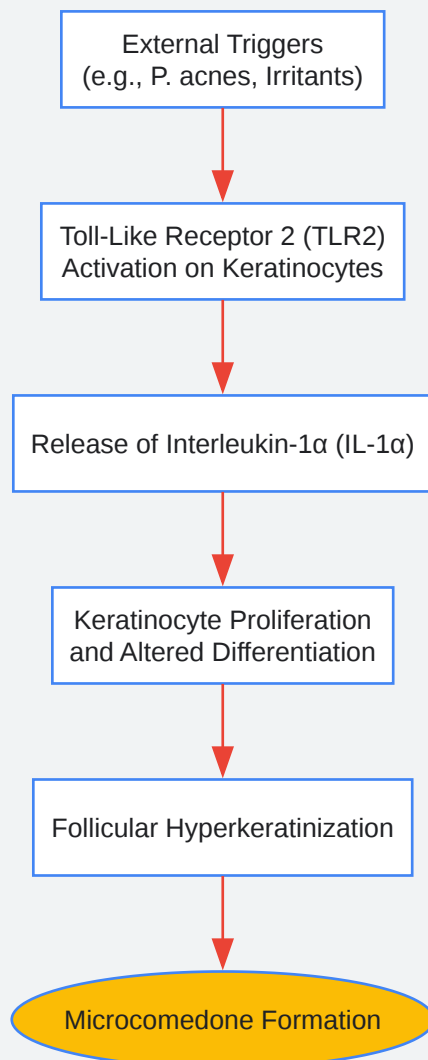 External Triggers
(e.g., P. acnes, Irritants)
Toll-Like Receptor 2 (TLR2)
Activation on Keratinocytes
Release of Interleukin-1α (IL-1α)
Keratinocyte Proliferation
and Altered Differentiation
Follicular Hyperkeratinization
Microcomedone Formation